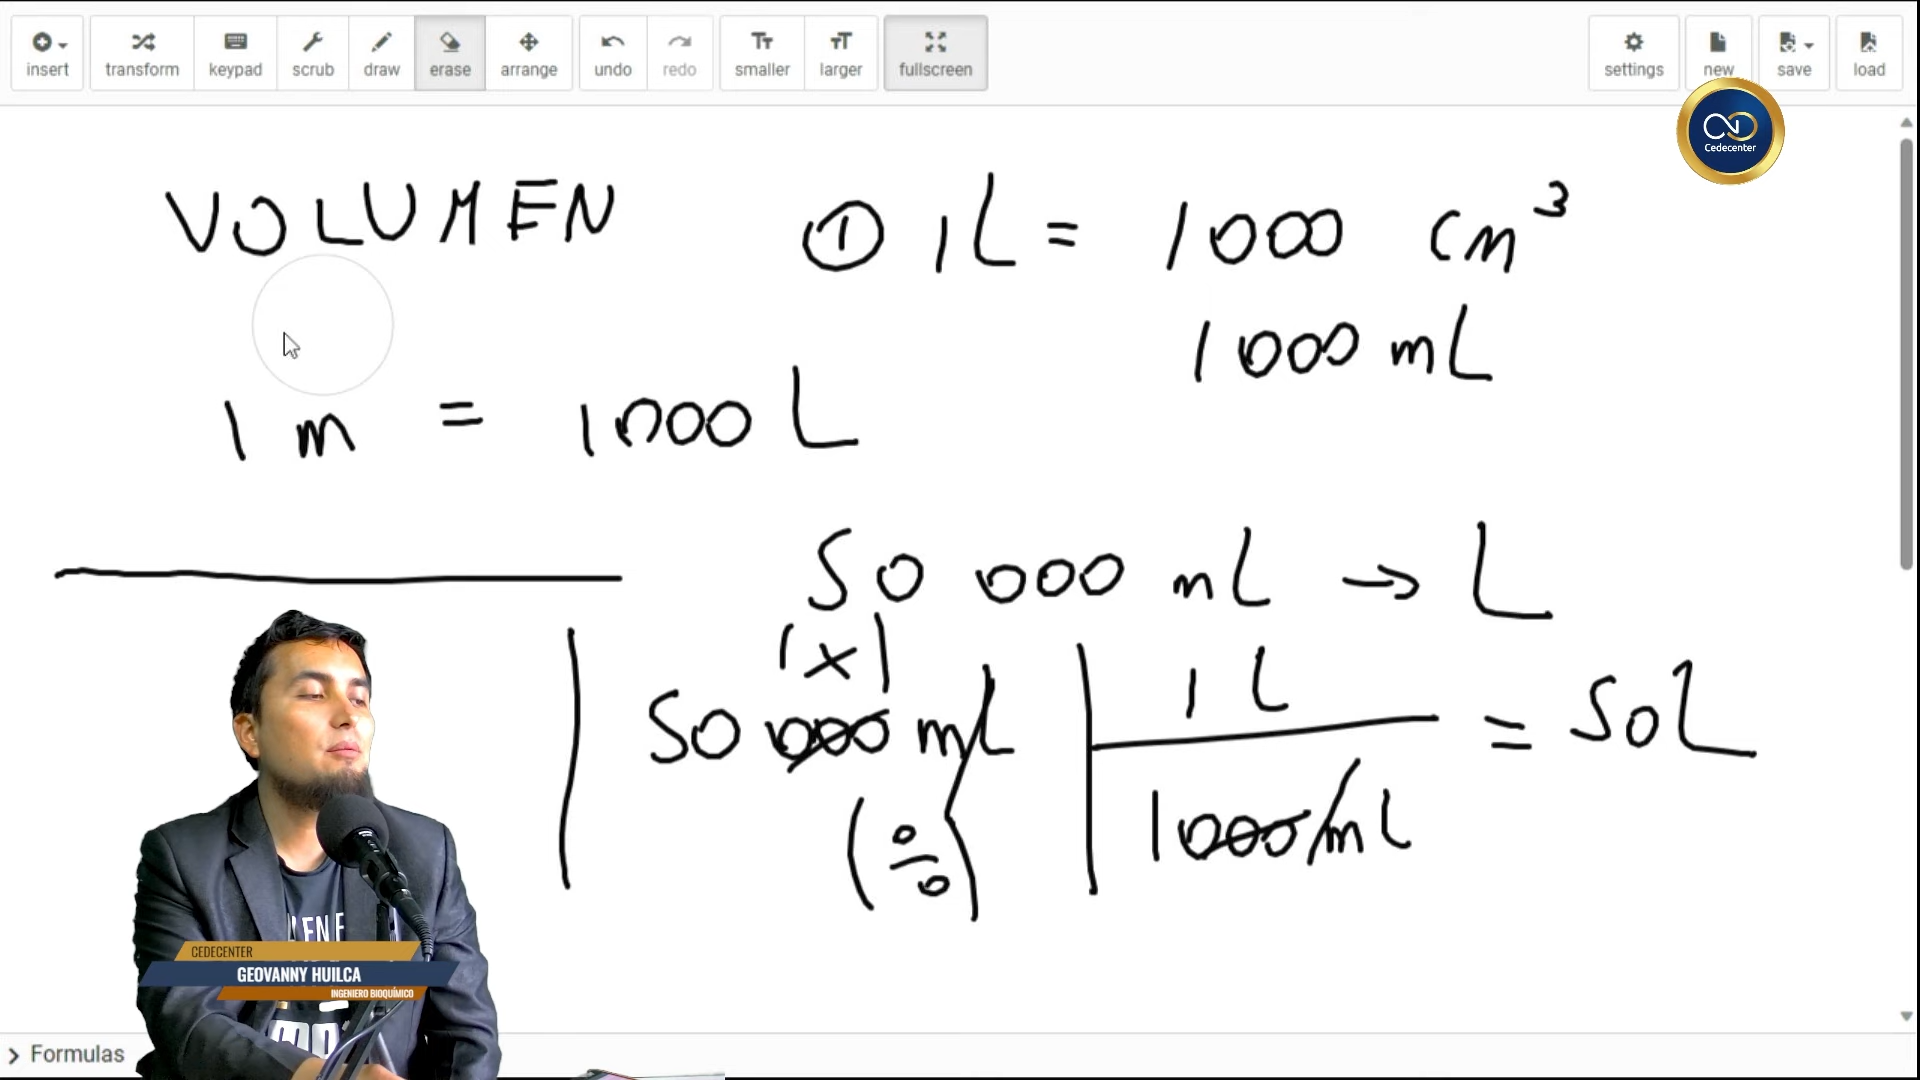 insert transform keypad scrub draw erase arrange undo redo smaller larger fullscreen settings new save load
Cedecenter
VOLUMEN
① 1L = 1000 cm³
1000 mL
1 m = 1000 L
50 000 mL → L
(×)
50 000 mL | 1 L = 50L
1000 mL
(÷)
CEDECENTER
GEOVANNY HUILCA
INGENIERO BIOQUÍMICO
Formulas